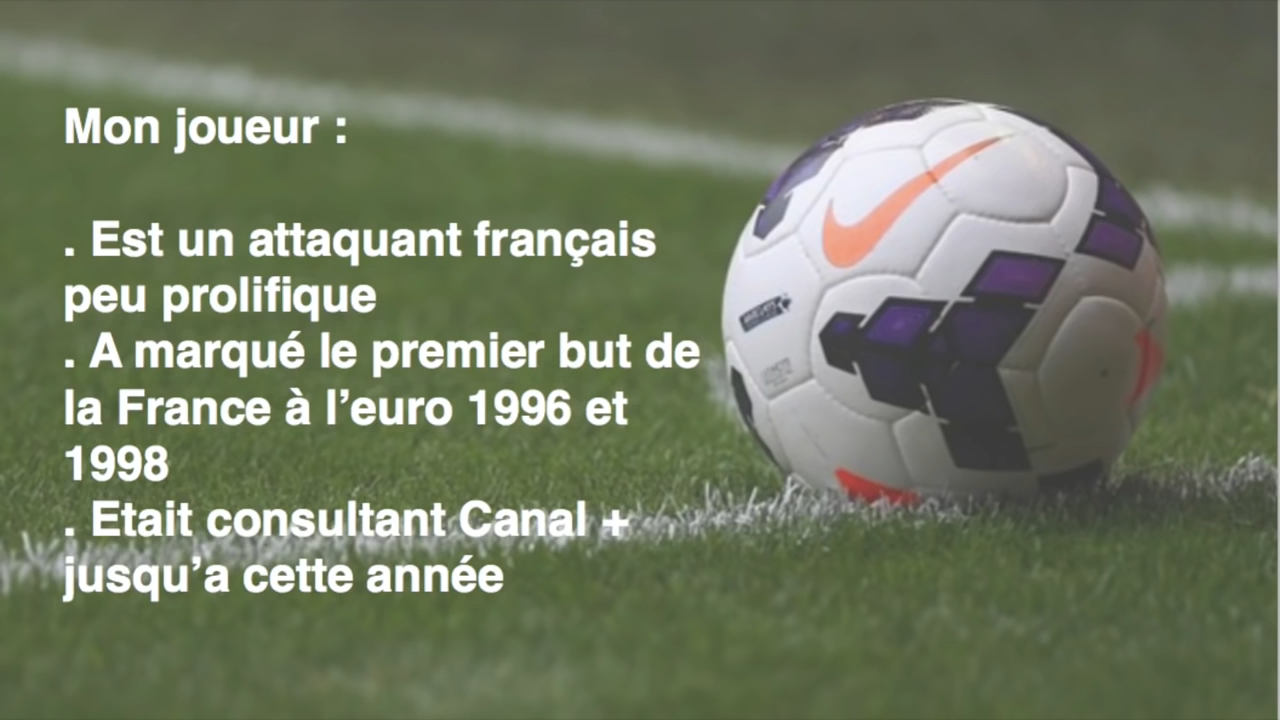 Mon joueur :
. Est un attaquant français
peu prolifique
. A marqué le premier but de
la France à l’euro 1996 et
1998
. Etait consultant Canal +
jusqu’a cette année